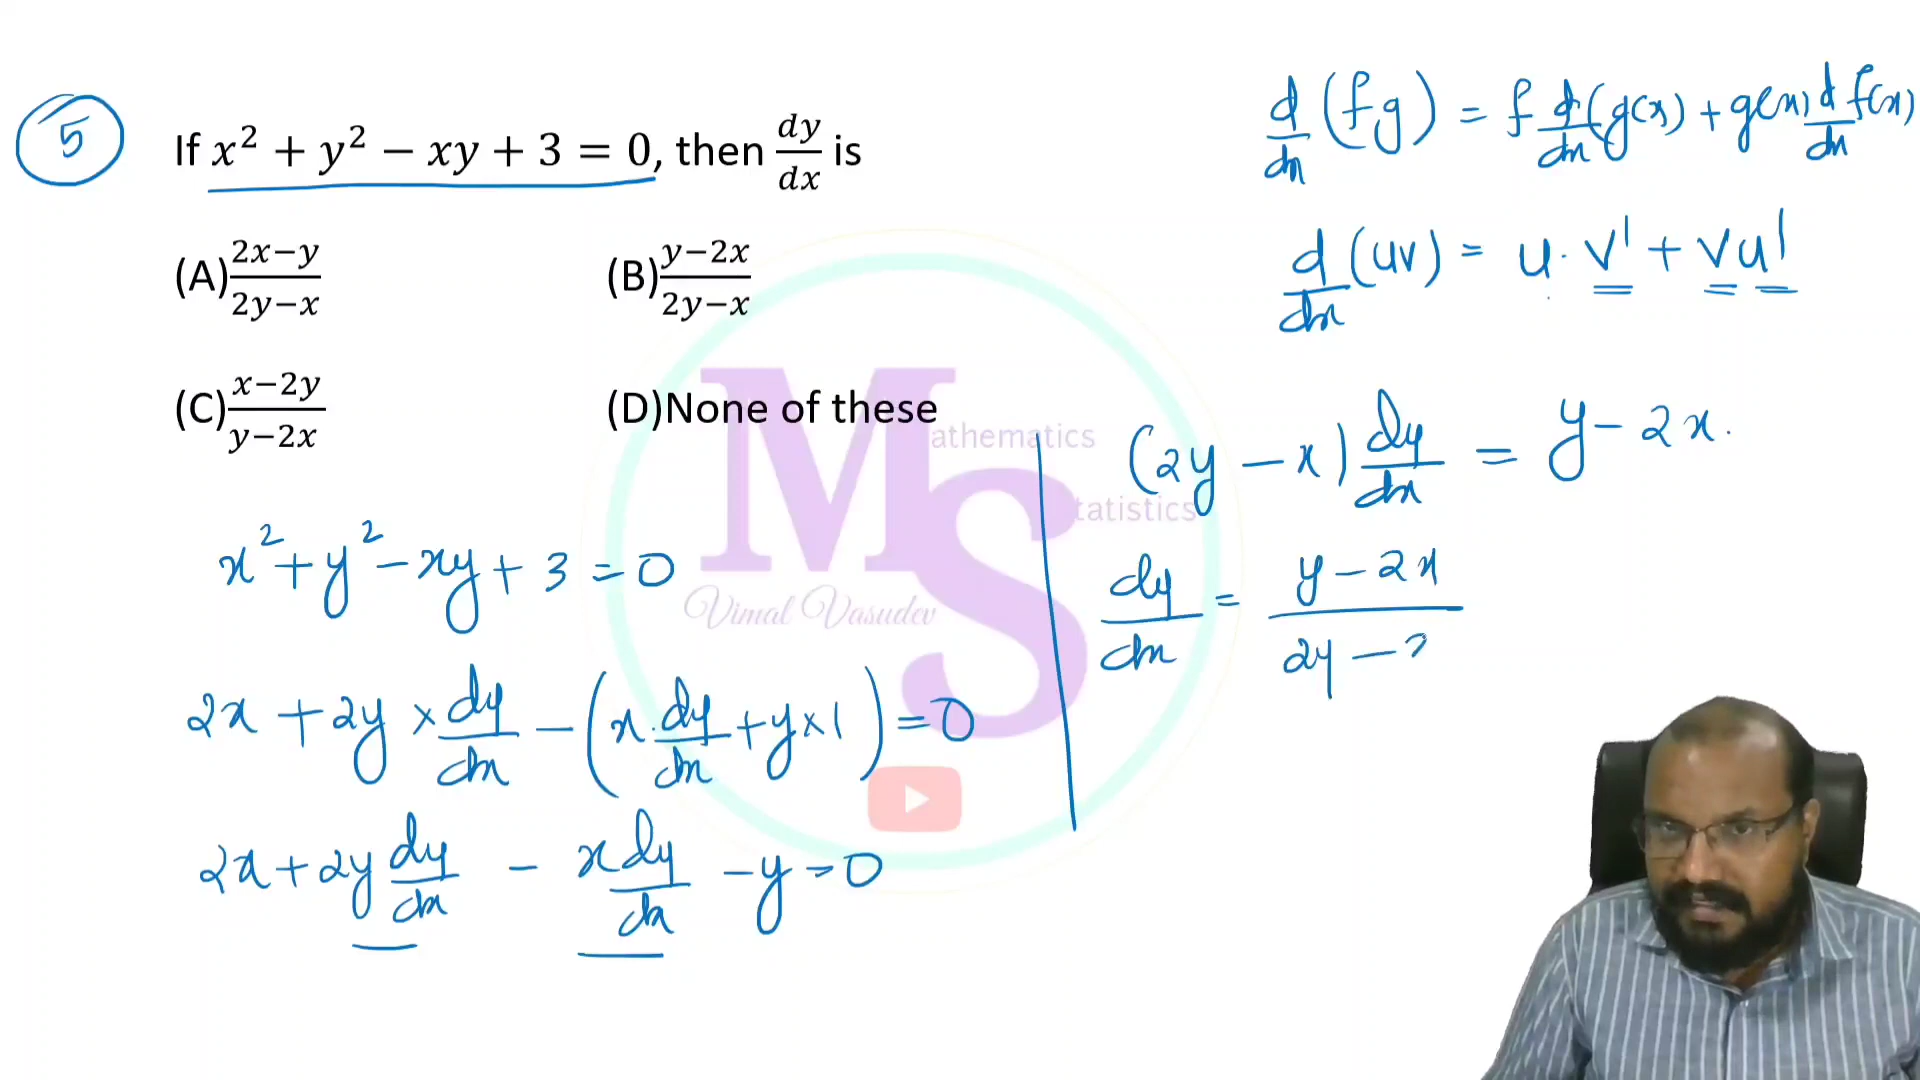 5
If x² + y² − xy + 3 = 0, then dy/dx is
(A) (2x−y)/(2y−x) (B) (y−2x)/(2y−x)
(C) (x−2y)/(y−2x) (D)None of these
x² + y² − xy + 3 = 0
2x + 2y × dy/dx − (x · dy/dx + y × 1) = 0
2x + 2y dy/dx − x dy/dx − y = 0
d/dx (fg) = f d/dx (g(x)) + g(x) d/dx f(x)
d/dx (uv) = u · v' + v u'
(2y − x) dy/dx = y − 2x.
dy/dx = (y − 2x)/(2y −
M athematics
S tatistics
Vimal Vasudev